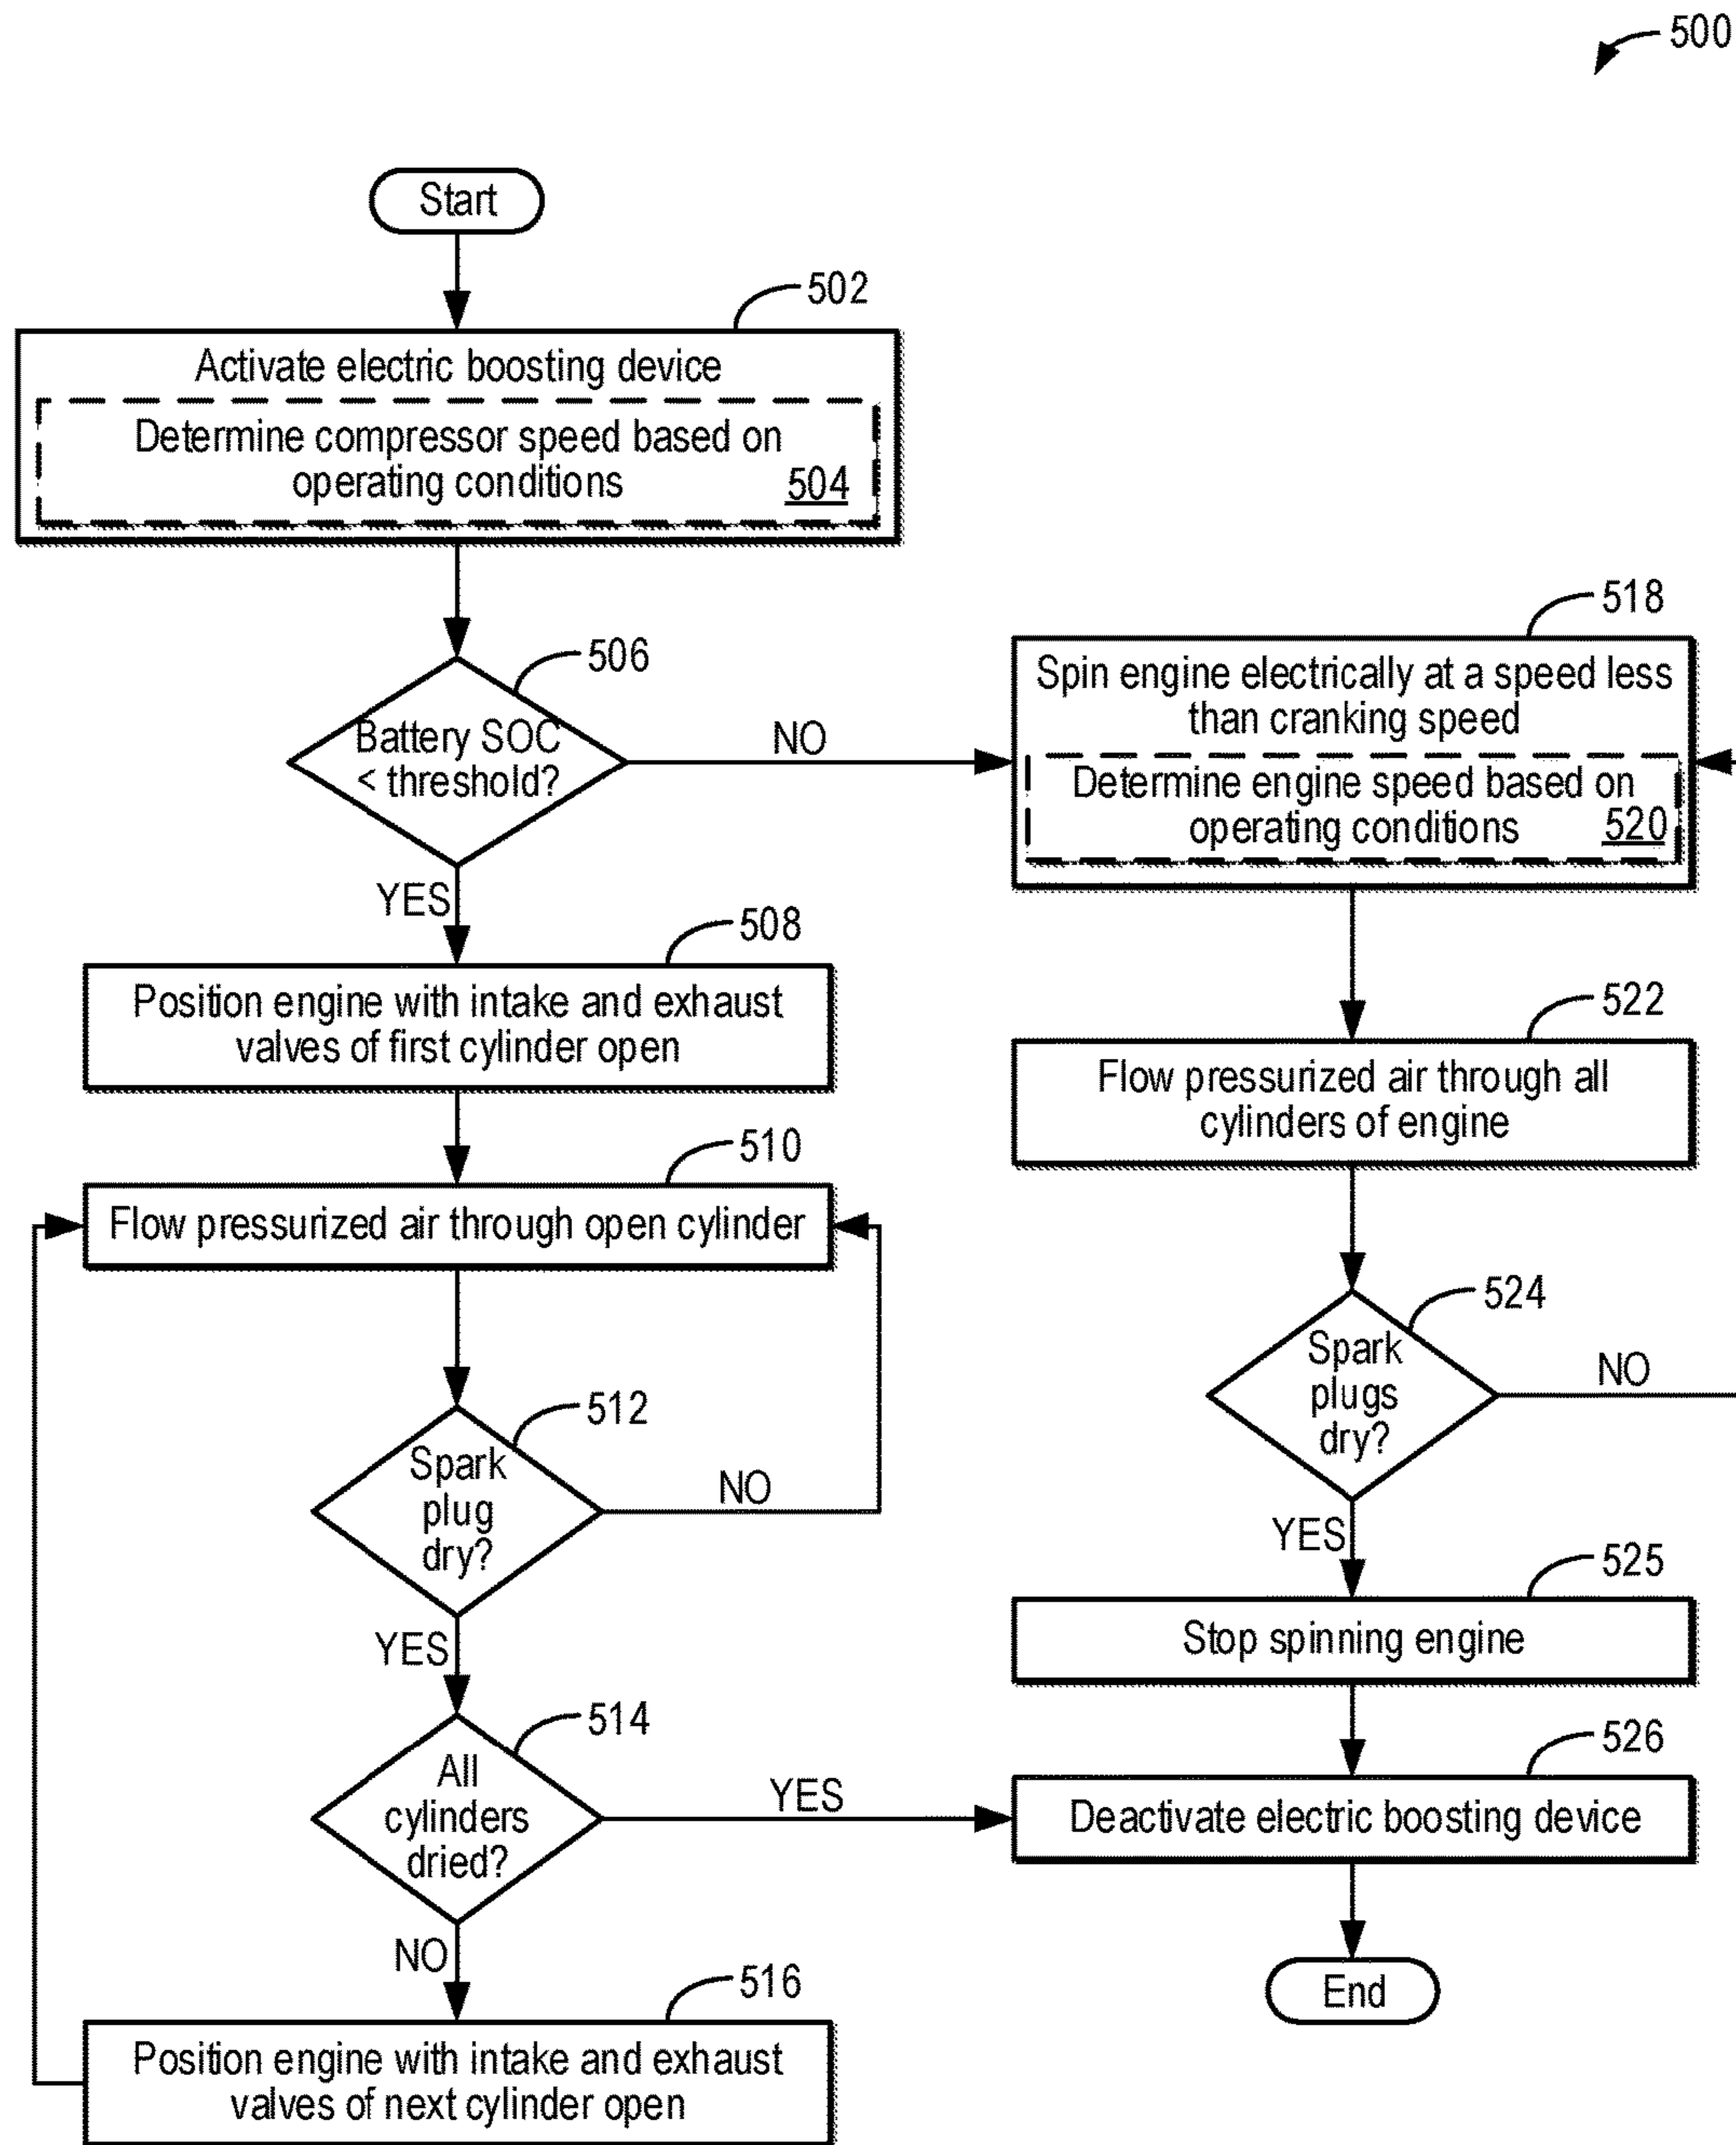 500
Start
502
Activate electric boosting device
Determine compressor speed based on
operating conditions 504
506
Battery SOC
< threshold?
NO
YES
508
Position engine with intake and exhaust
valves of first cylinder open
510
Flow pressurized air through open cylinder
512
Spark
plug
dry?
NO
YES
514
All
cylinders
dried?
YES
NO
516
Position engine with intake and exhaust
valves of next cylinder open
518
Spin engine electrically at a speed less
than cranking speed
Determine engine speed based on
operating conditions 520
522
Flow pressurized air through all
cylinders of engine
524
Spark
plugs
dry?
NO
YES
525
Stop spinning engine
526
Deactivate electric boosting device
End